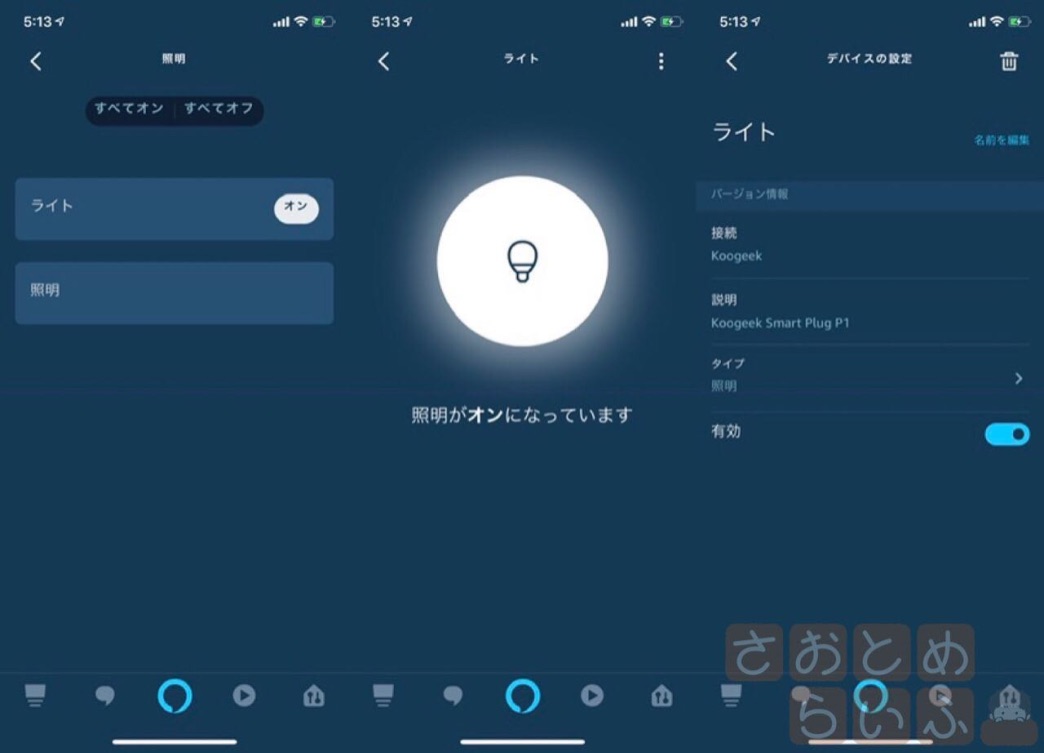 5:13
照明
すべてオン | すべてオフ
ライト
オン
照明
5:13
ライト
照明がオンになっています
5:13
デバイスの設定
ライト
名前を編集
バージョン情報
接続
Koogeek
説明
Koogeek Smart Plug P1
タイプ
照明
有効
さおとめ
らいふ